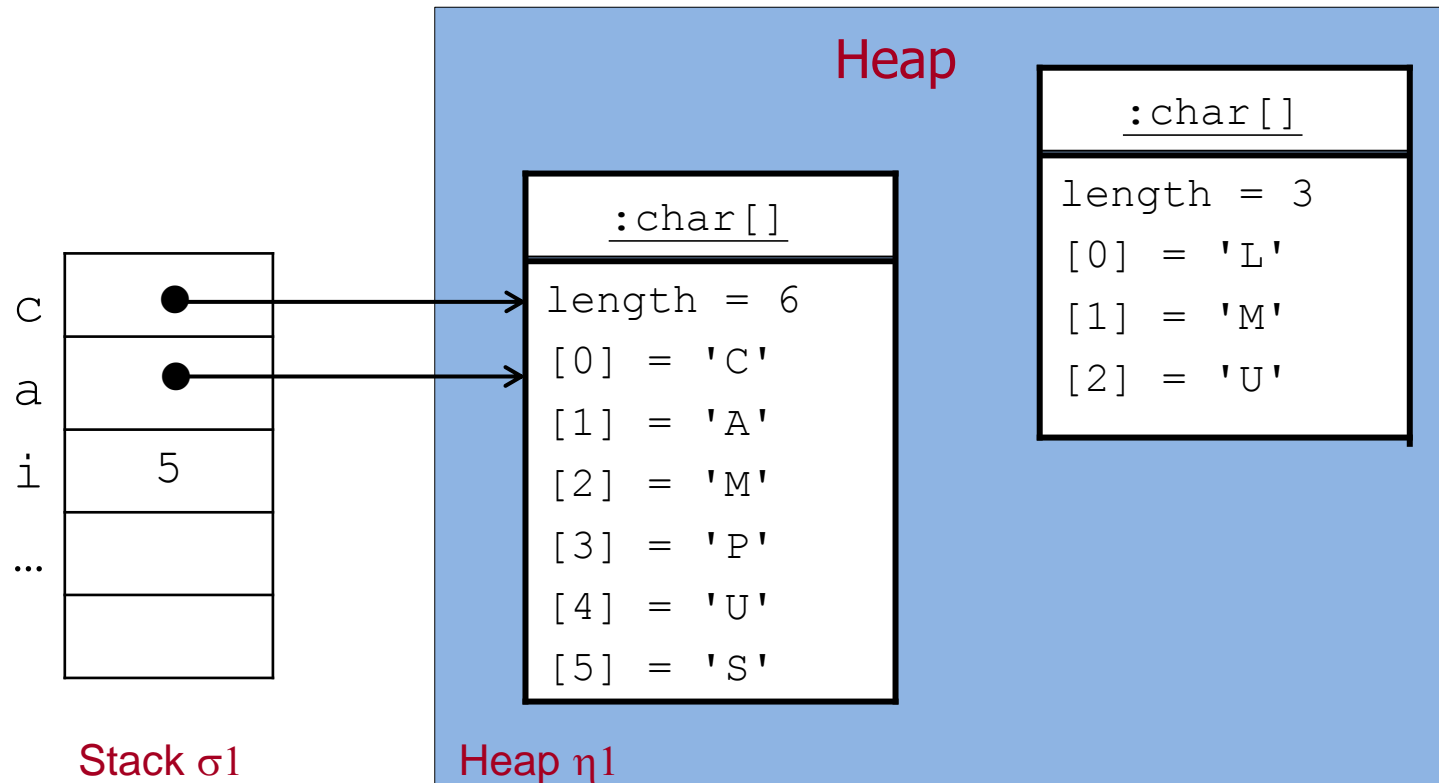 Heap
:char[]
length = 3
[0] = 'L'
[1] = 'M'
[2] = 'U'
:char[]
length = 6
[0] = 'C'
[1] = 'A'
[2] = 'M'
[3] = 'P'
[4] = 'U'
[5] = 'S'
c
a
i 5
…
Stack σ1
Heap η1